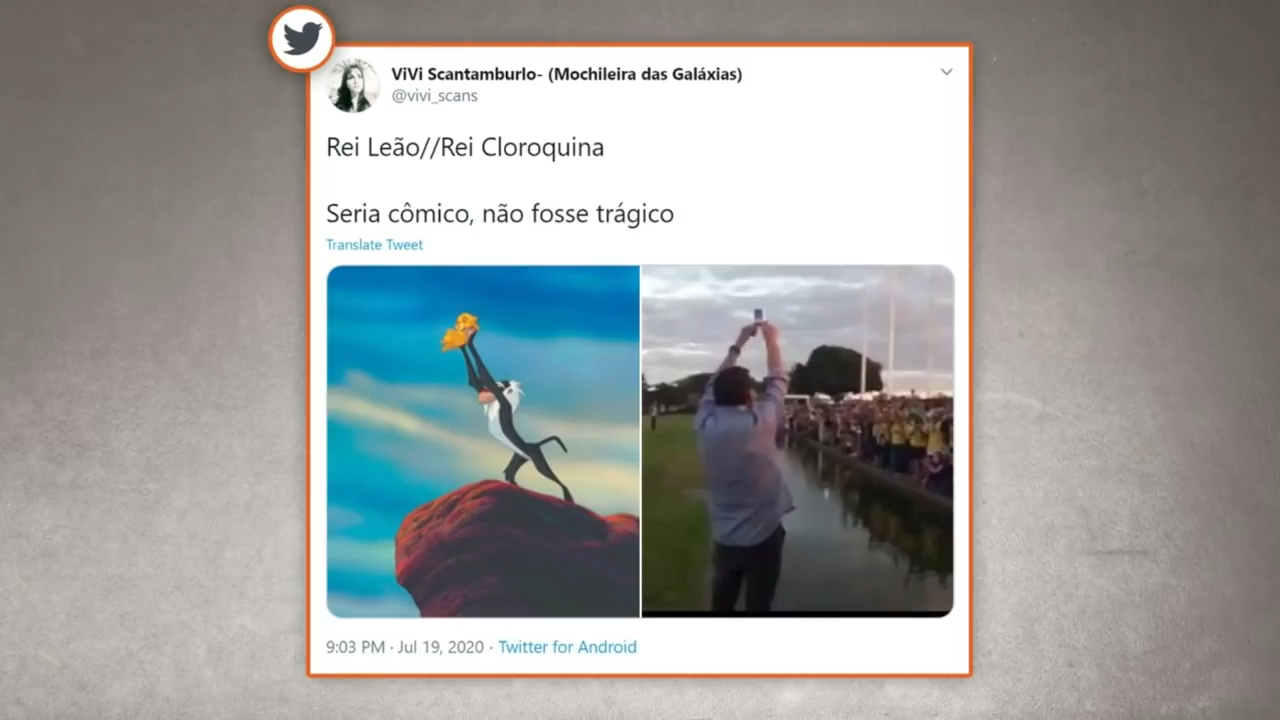 ViVi Scantamburlo- (Mochileira das Galáxias)
@vivi_scans
Rei Leão//Rei Cloroquina
Seria cômico, não fosse trágico
Translate Tweet
9:03 PM · Jul 19, 2020 · Twitter for Android